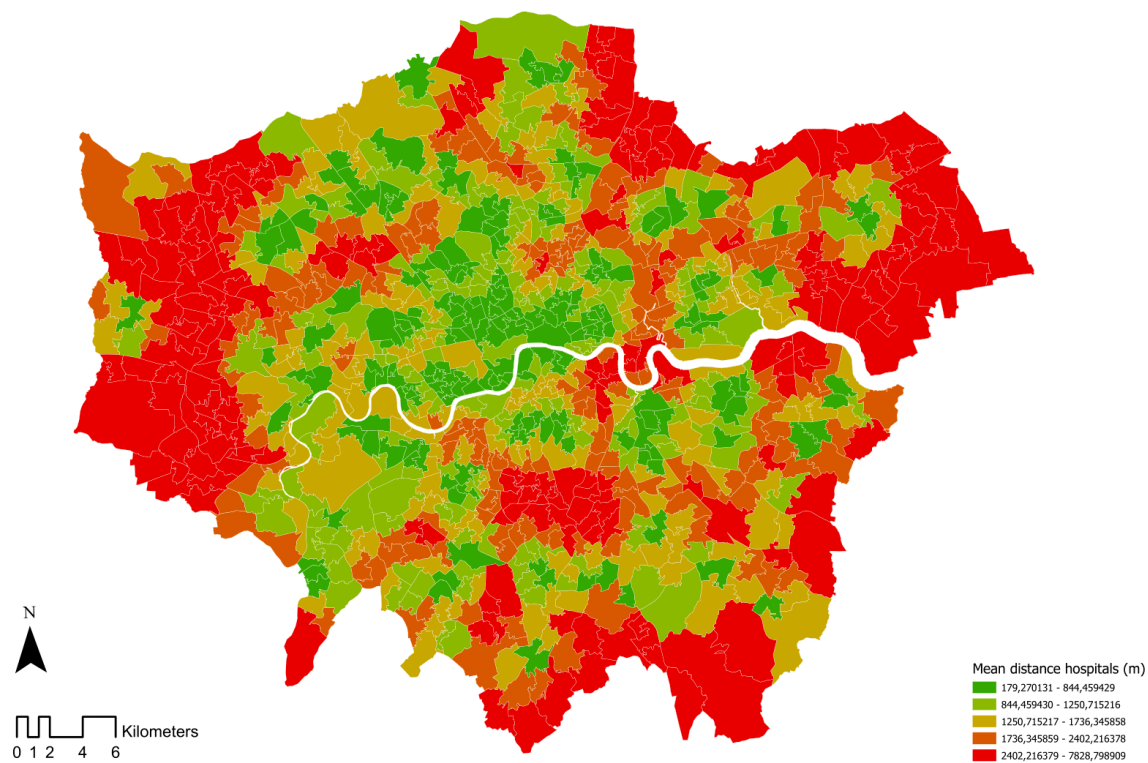 N
Kilometers
0 1 2 4 6
Mean distance hospitals (m)
179,270131 - 844,459429
844,459430 - 1250,715216
1250,715217 - 1736,345858
1736,345859 - 2402,216378
2402,216379 - 7828,798909